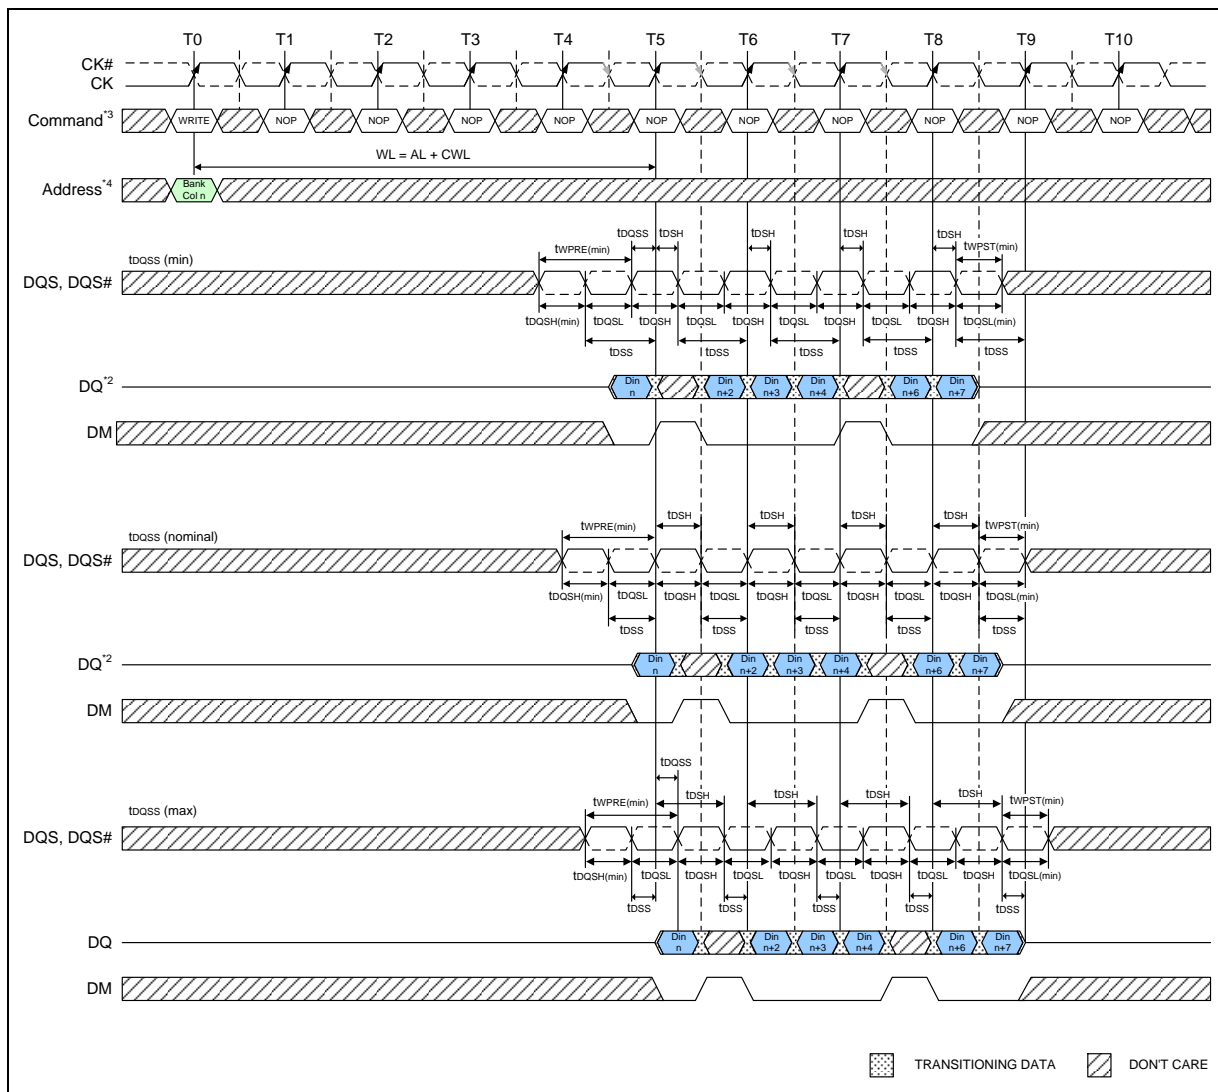 T0 T1 T2 T3 T4 T5 T6 T7 T8 T9 T10
CK#
CK
Command*3 WRITE NOP NOP NOP NOP NOP NOP NOP NOP NOP NOP
WL = AL + CWL
Address*4 Bank
Col n
tDQSS tDSH tDSH tDSH tDSH
tDQSS (min) tWPRE(min) tWPST(min)
DQS, DQS#
tDQSH(min) tDQSL tDQSH tDQSL tDQSH tDQSL tDQSH tDQSL tDQSH tDQSL(min)
tDSS tDSS tDSS tDSS tDSS
DQ*2 Din
n Din
n+2 Din
n+3 Din
n+4 Din
n+6 Din
n+7
DM
tDSH tDSH tDSH tDSH
tDQSS (nominal) tWPRE(min) tWPST(min)
DQS, DQS#
tDQSH(min) tDQSL tDQSH tDQSL tDQSH tDQSL tDQSH tDQSL tDQSH tDQSL(min)
tDSS tDSS tDSS tDSS tDSS
DQ*2 Din
n Din
n+2 Din
n+3 Din
n+4 Din
n+6 Din
n+7
DM
tDQSS
tDSH tDSH tDSH tDSH
tDQSS (max) tWPRE(min) tWPST(min)
DQS, DQS#
tDQSH(min) tDQSL tDQSH tDQSL tDQSH tDQSL tDQSH tDQSL tDQSH tDQSL(min)
tDSS tDSS tDSS tDSS tDSS
DQ Din
n Din
n+2 Din
n+3 Din
n+4 Din
n+6 Din
n+7
DM
TRANSITIONING DATA DON'T CARE